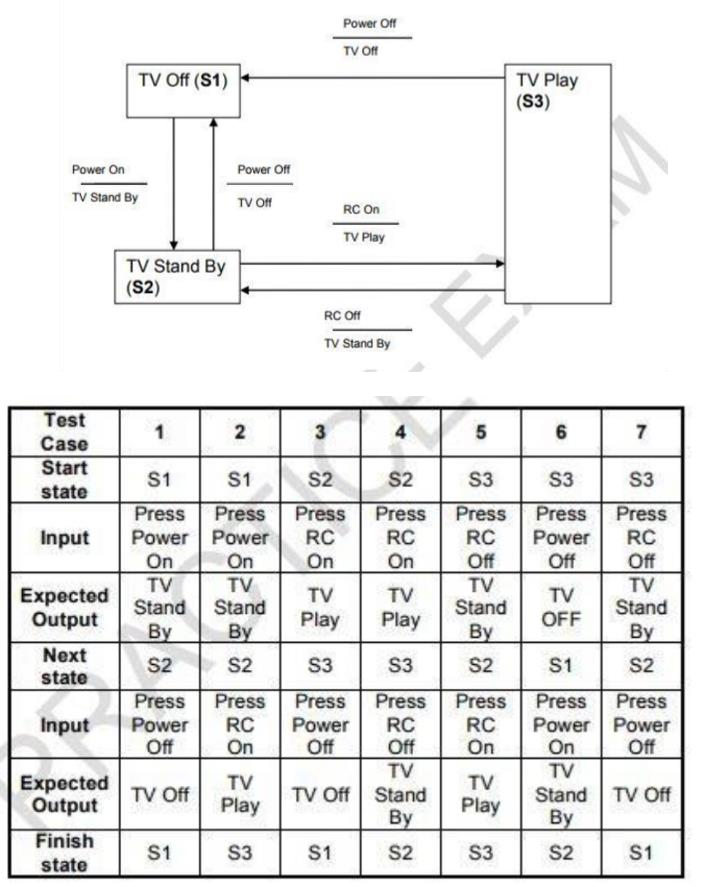 Power Off
TV Off
TV Off (S1)
TV Play
(S3)
Power On
TV Stand By
Power Off
TV Off
RC On
TV Play
TV Stand By
(S2)
RC Off
TV Stand By
PRACTICE EXAM
Test Case 1 2 3 4 5 6 7
Start state S1 S1 S2 S2 S3 S3 S3
Input Press Power On Press Power On Press RC On Press RC On Press RC Off Press Power Off Press RC Off
Expected Output TV Stand By TV Stand By TV Play TV Play TV Stand By TV OFF TV Stand By
Next state S2 S2 S3 S3 S2 S1 S2
Input Press Power Off Press RC On Press Power Off Press RC Off Press RC On Press Power On Press Power Off
Expected Output TV Off TV Play TV Off TV Stand By TV Play TV Stand By TV Off
Finish state S1 S3 S1 S2 S3 S2 S1